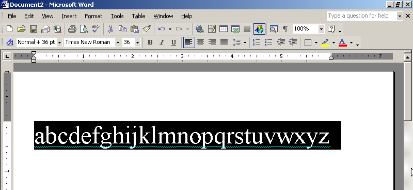 Document2 - Microsoft Word
File Edit View Insert Format Tools Table Window Help
Type a question for help
100%
Normal + 36 pt Times New Roman 36 B I U
abcdefghijklmnopqrstuvwxyz